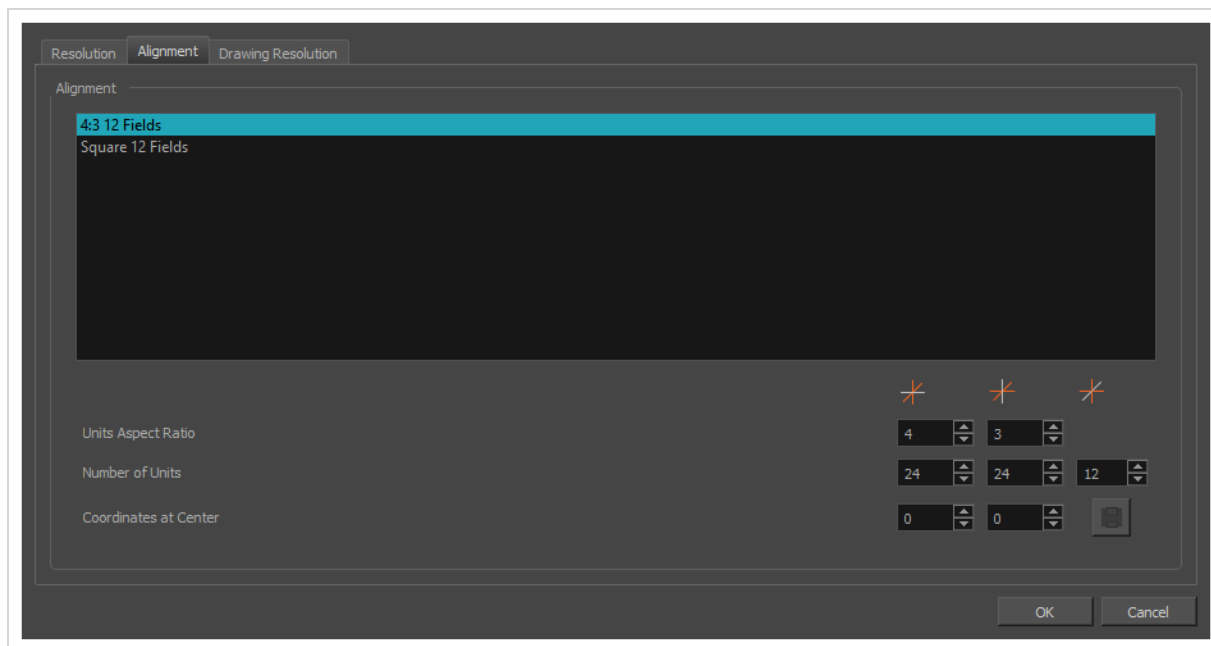 Resolution Alignment Drawing Resolution
Alignment
4:3 12 Fields
Square 12 Fields
Units Aspect Ratio 4 3
Number of Units 24 24 12
Coordinates at Center 0 0
OK Cancel